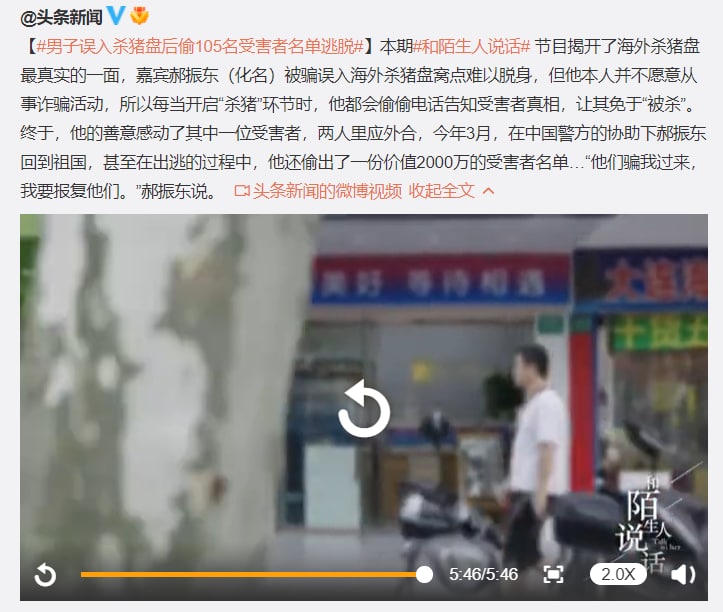 @头条新闻
【#男子误入杀猪盘后偷105名受害者名单逃脱#】本期#和陌生人说话# 节目揭开了海外杀猪盘
最真实的一面，嘉宾郝振东（化名）被骗误入海外杀猪盘窝点难以脱身，但他本人并不愿意从
事诈骗活动，所以每当开启“杀猪”环节时，他都会偷偷电话告知受害者真相，让其免于“被杀”。
终于，他的善意感动了其中一位受害者，两人里应外合，今年3月，在中国警方的协助下郝振东
回到祖国，甚至在出逃的过程中，他还偷出了一份价值2000万的受害者名单…“他们骗我过来，
我要报复他们。”郝振东说。 头条新闻的微博视频 收起全文
美好 等待相遇
大连
和陌生人说话
Talk to her
5:46/5:46
2.0X